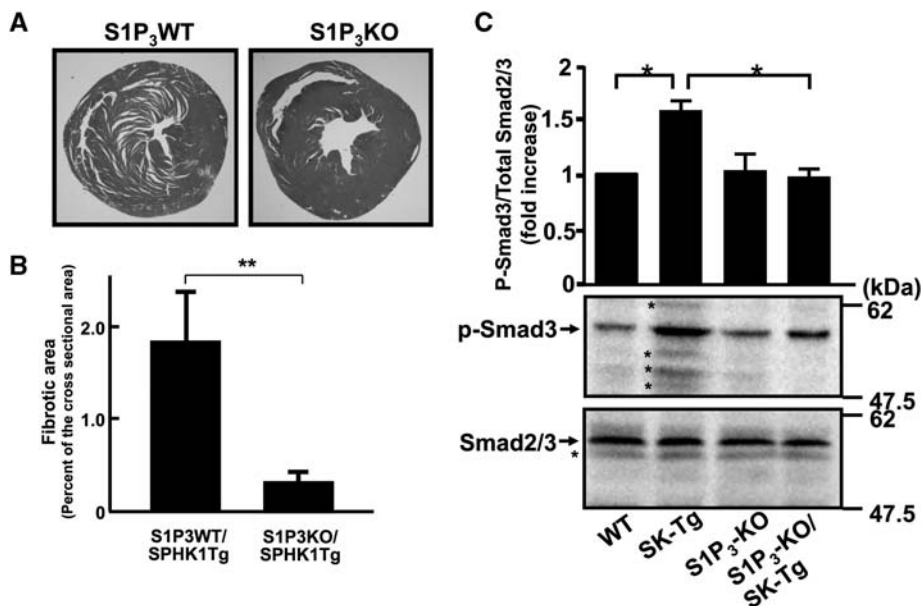 A
S1P3WT
S1P3KO
B
Fibrotic area
(Percent of the cross sectional area)
2.0
1.0
0
**
S1P3WT/
SPHK1Tg
S1P3KO/
SPHK1Tg
C
P-Smad3/Total Smad2/3
(fold increase)
2
1.5
1
0.5
0
*
*
(kDa)
p-Smad3
*
*
*
*
62
47.5
Smad2/3
*
62
47.5
WT
SK-Tg
S1P3-KO
S1P3-KO/
SK-Tg